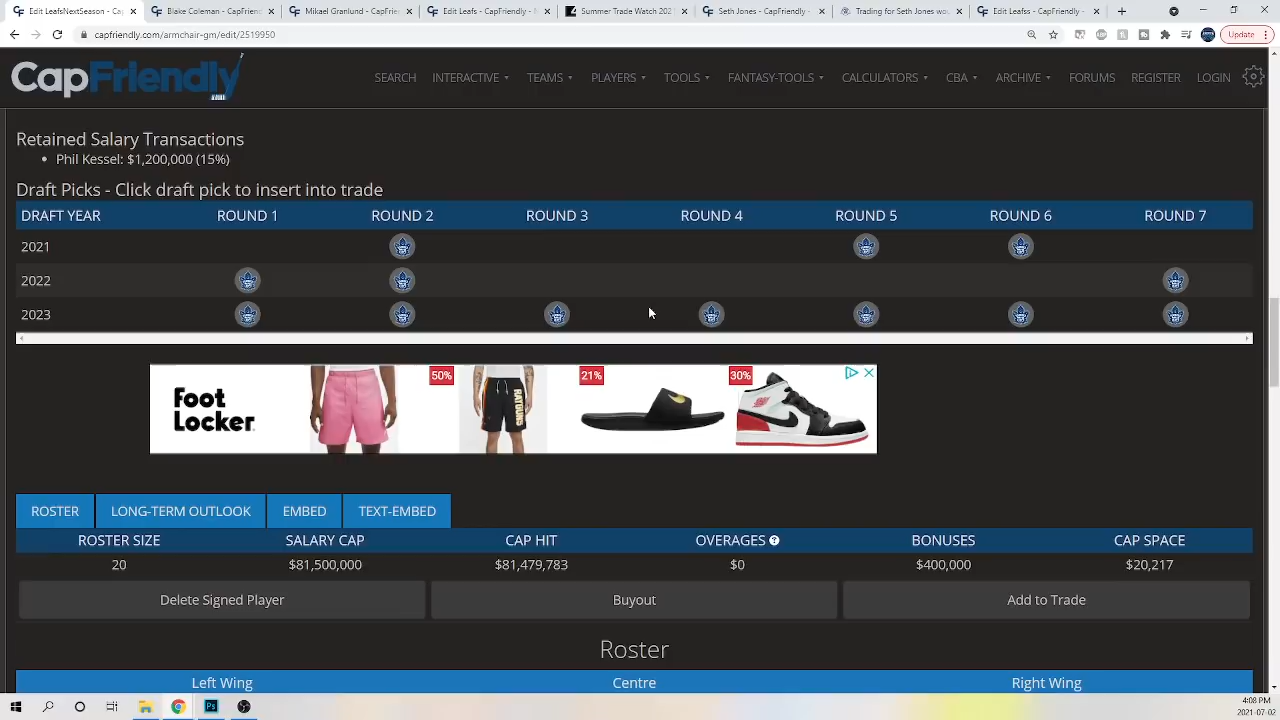 Edit LeafsNextSeason - Ca
Blake Coleman - CapFriend
Mikael Granlund - CapFrie
Edit Leafs - CapFriendly - N
Summer Trade Watch 202
Seth Jones - CapFriendly -
Trading for Seth Jones wo
Edit Leafs - CapFriendly -
capfriendly.com/armchair-gm/edit/2519950
Update
CapFriendly
SEARCH INTERACTIVE TEAMS PLAYERS TOOLS FANTASY-TOOLS CALCULATORS CBA ARCHIVE FORUMS REGISTER LOGIN
Retained Salary Transactions
• Phil Kessel: $1,200,000 (15%)
Draft Picks - Click draft pick to insert into trade
DRAFT YEAR ROUND 1 ROUND 2 ROUND 3 ROUND 4 ROUND 5 ROUND 6 ROUND 7
2021
2022
2023
Foot
Locker
50%
21%
30%
ROSTER LONG-TERM OUTLOOK EMBED TEXT-EMBED
ROSTER SIZE SALARY CAP CAP HIT OVERAGES BONUSES CAP SPACE
20 $81,500,000 $81,479,783 $0 $400,000 $20,217
Delete Signed Player Buyout Add to Trade
Roster
Left Wing Centre Right Wing
4:08 PM
2021-07-02